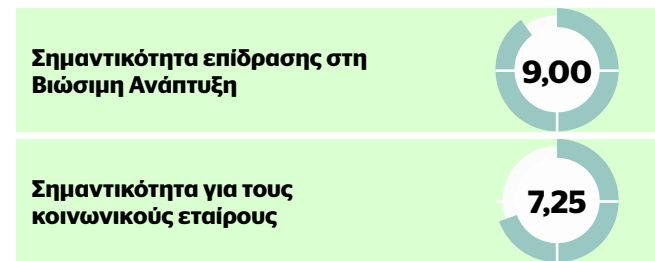 Σημαντικότητα επίδρασης στη
Βιώσιμη Ανάπτυξη
9,00
Σημαντικότητα για τους
κοινωνικούς εταίρους
7,25